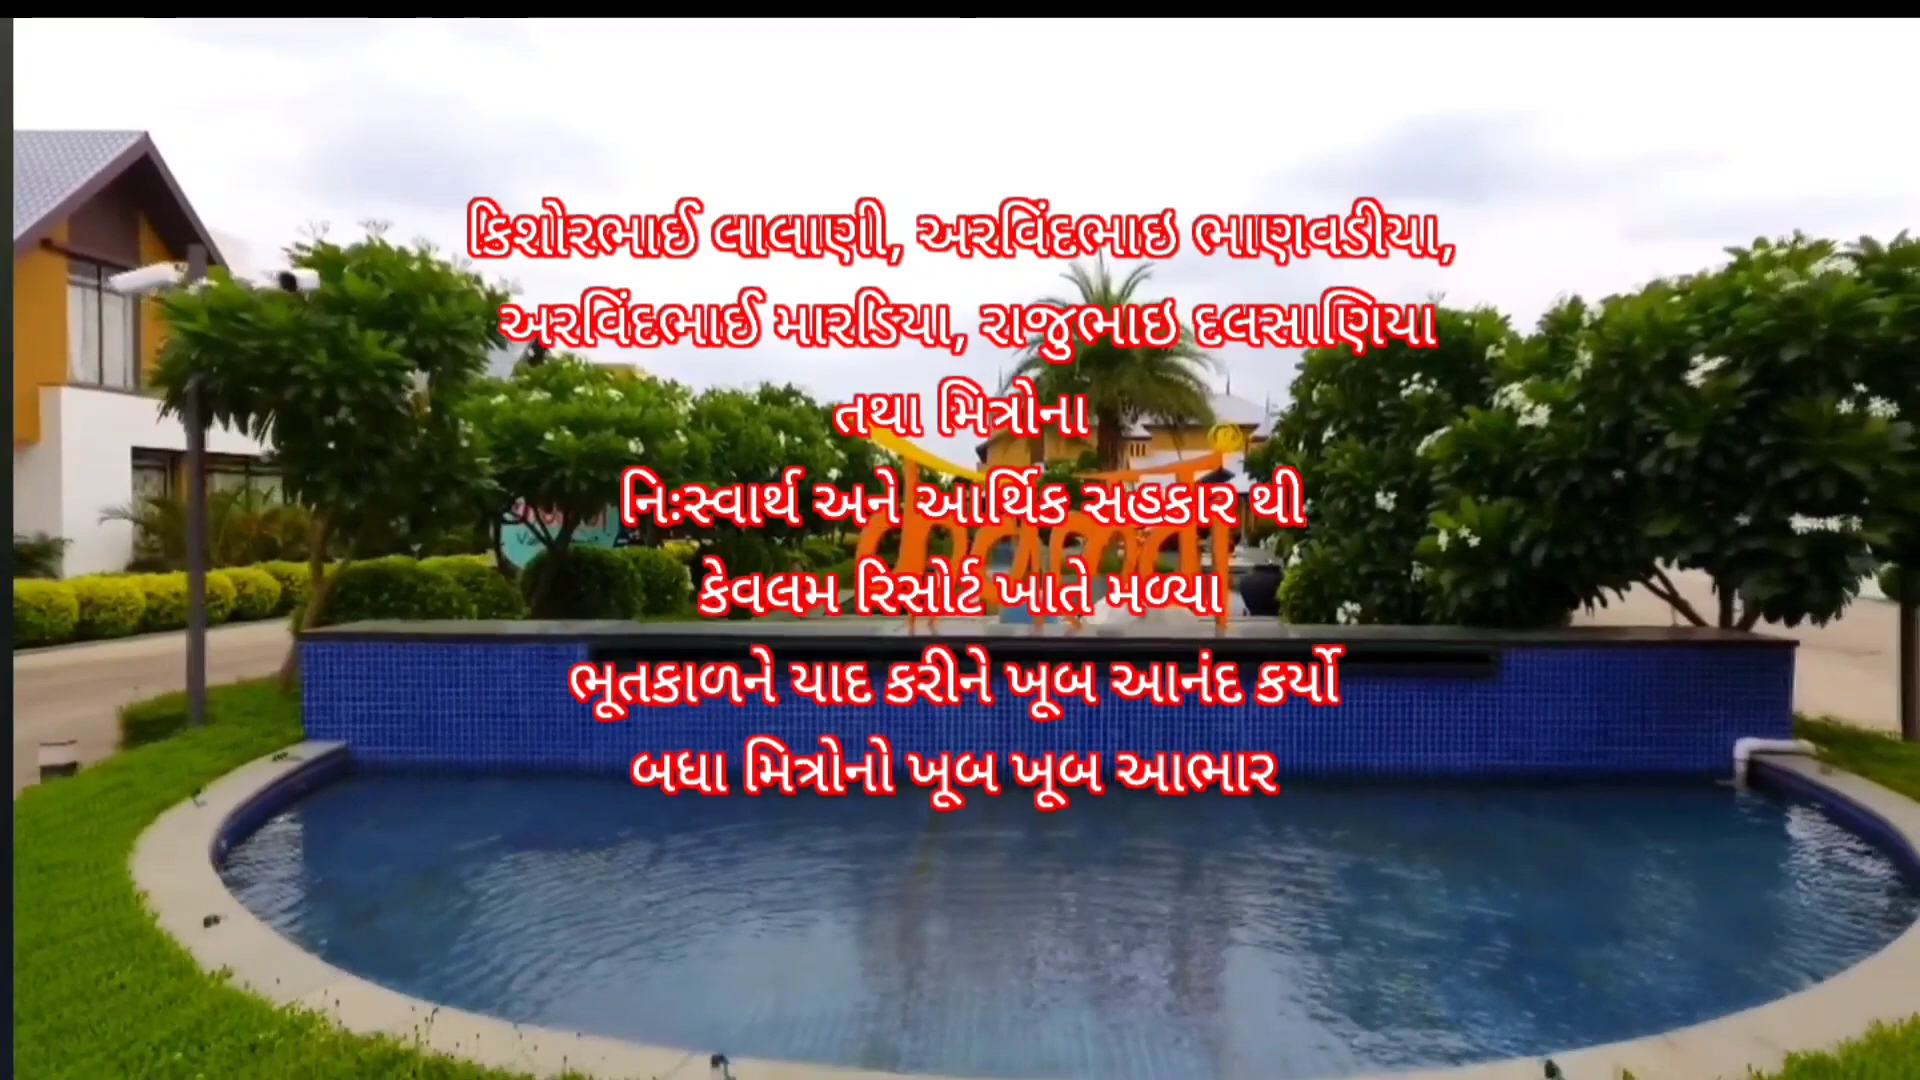 કિશોરભાઈ લાલાણી, અરવિંદભાઇ ભાણવડીયા,
અરવિંદભાઈ મારડિયા, રાજુભાઇ દલસાણિયા
તથા મિત્રોના
નિઃસ્વાર્થ અને આર્થિક સહકાર થી
કેવલમ રિસોર્ટ ખાતે મળ્યા
ભૂતકાળને યાદ કરીને ખૂબ આનંદ કર્યો
બધા મિત્રોનો ખૂબ ખૂબ આભાર